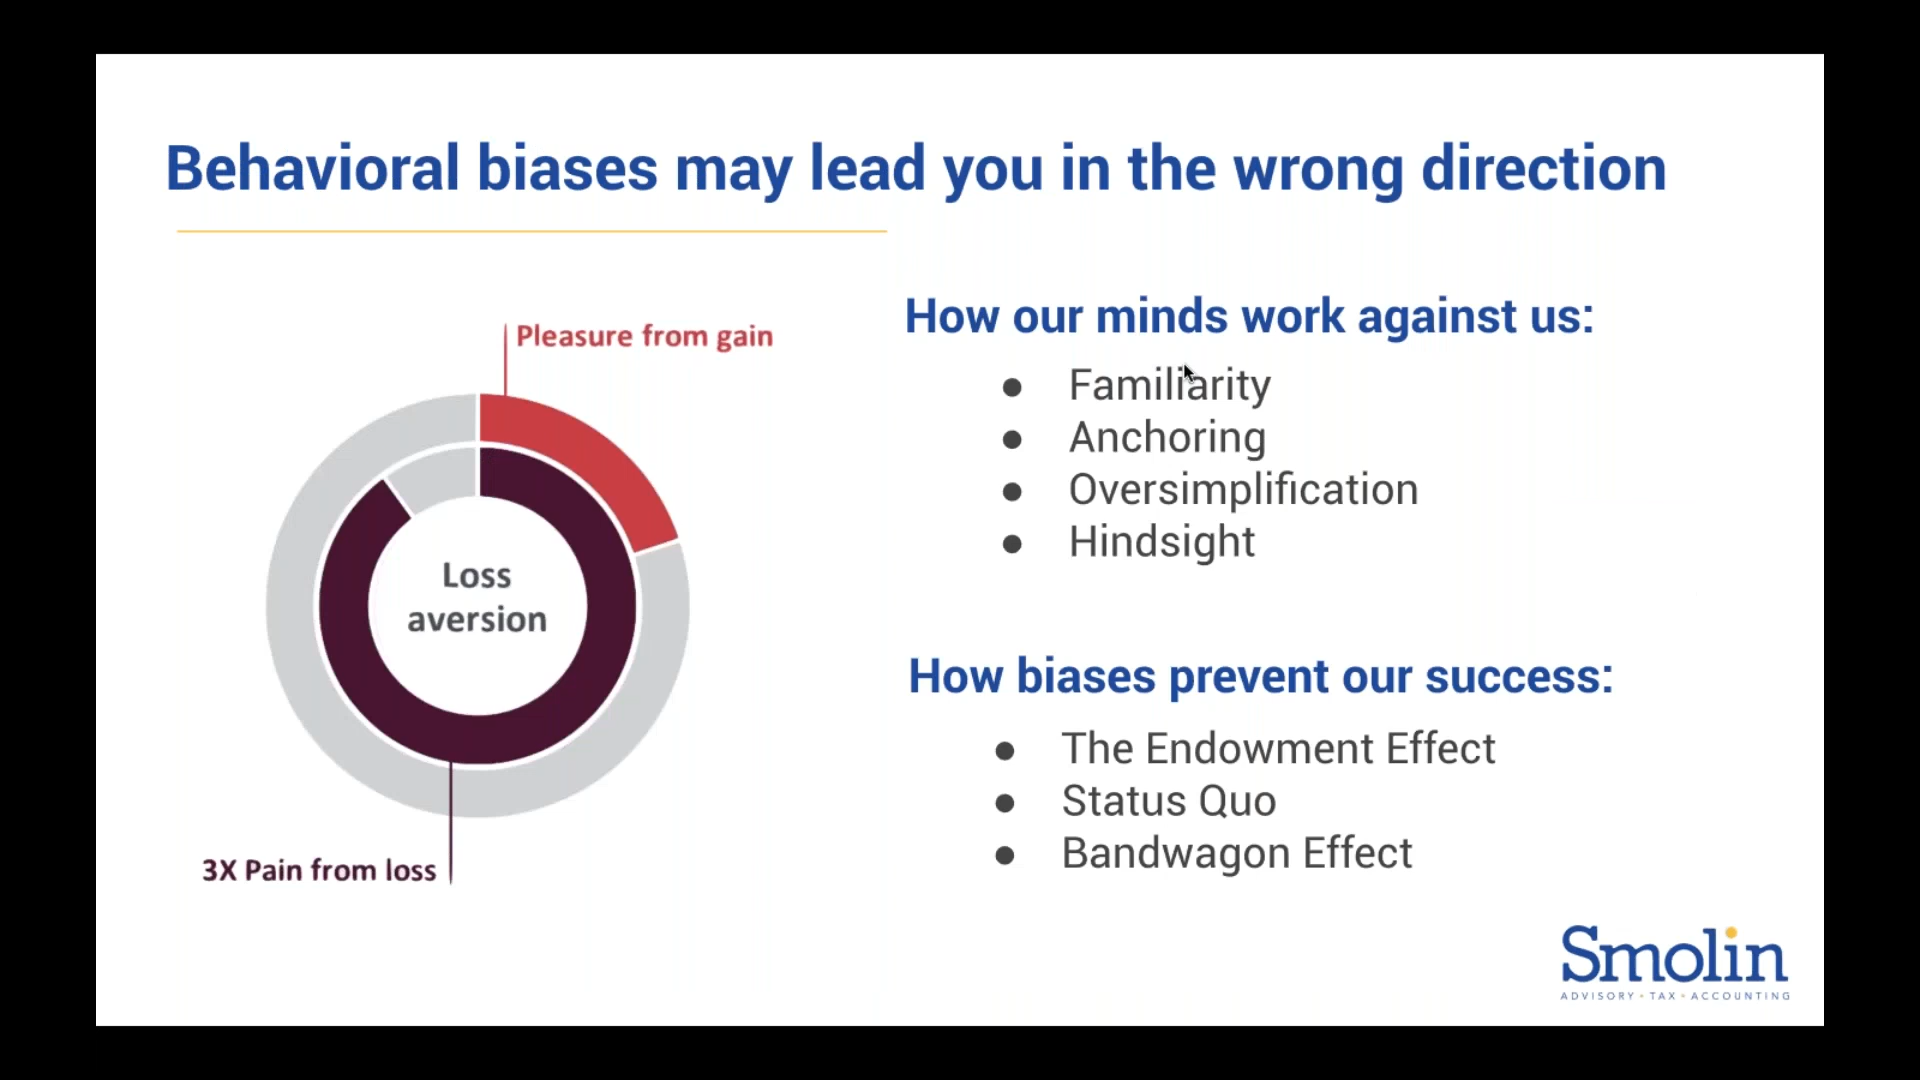 Behavioral biases may lead you in the wrong direction
Pleasure from gain
Loss
aversion
3X Pain from loss
How our minds work against us:
● Familiarity
● Anchoring
● Oversimplification
● Hindsight
How biases prevent our success:
● The Endowment Effect
● Status Quo
● Bandwagon Effect
Smolin
ADVISORY • TAX • ACCOUNTING